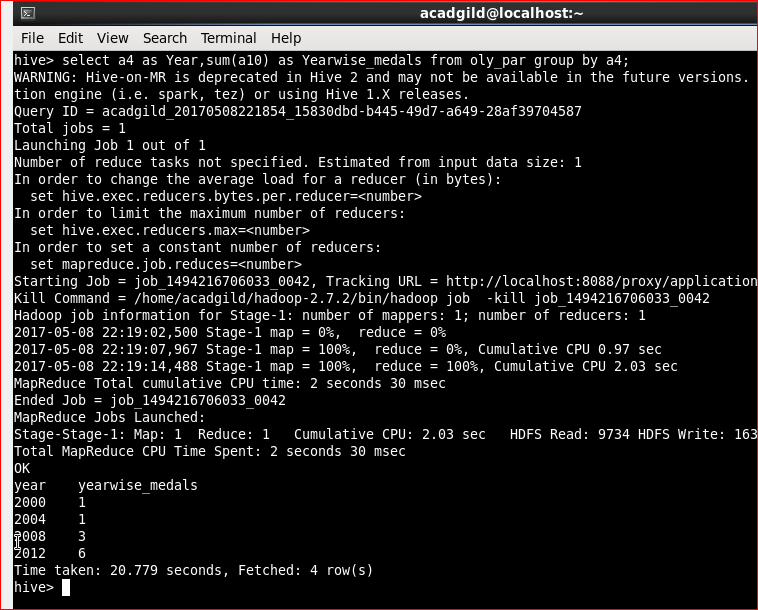 acadgild@localhost:~
File Edit View Search Terminal Help
hive> select a4 as Year,sum(a10) as Yearwise_medals from oly_par group by a4;
WARNING: Hive-on-MR is deprecated in Hive 2 and may not be available in the future versions.
tion engine (i.e. spark, tez) or using Hive 1.X releases.
Query ID = acadgild_20170508221854_15830dbd-b445-49d7-a649-28af39704587
Total jobs = 1
Launching Job 1 out of 1
Number of reduce tasks not specified. Estimated from input data size: 1
In order to change the average load for a reducer (in bytes):
  set hive.exec.reducers.bytes.per.reducer=<number>
In order to limit the maximum number of reducers:
  set hive.exec.reducers.max=<number>
In order to set a constant number of reducers:
  set mapreduce.job.reduces=<number>
Starting Job = job_1494216706033_0042, Tracking URL = http://localhost:8088/proxy/application
Kill Command = /home/acadgild/hadoop-2.7.2/bin/hadoop job  -kill job_1494216706033_0042
Hadoop job information for Stage-1: number of mappers: 1; number of reducers: 1
2017-05-08 22:19:02,500 Stage-1 map = 0%,  reduce = 0%
2017-05-08 22:19:07,967 Stage-1 map = 100%,  reduce = 0%, Cumulative CPU 0.97 sec
2017-05-08 22:19:14,488 Stage-1 map = 100%,  reduce = 100%, Cumulative CPU 2.03 sec
MapReduce Total cumulative CPU time: 2 seconds 30 msec
Ended Job = job_1494216706033_0042
MapReduce Jobs Launched:
Stage-Stage-1: Map: 1  Reduce: 1   Cumulative CPU: 2.03 sec   HDFS Read: 9734 HDFS Write: 163
Total MapReduce CPU Time Spent: 2 seconds 30 msec
OK
year    yearwise_medals
2000    1
2004    1
2008    3
2012    6
Time taken: 20.779 seconds, Fetched: 4 row(s)
hive>